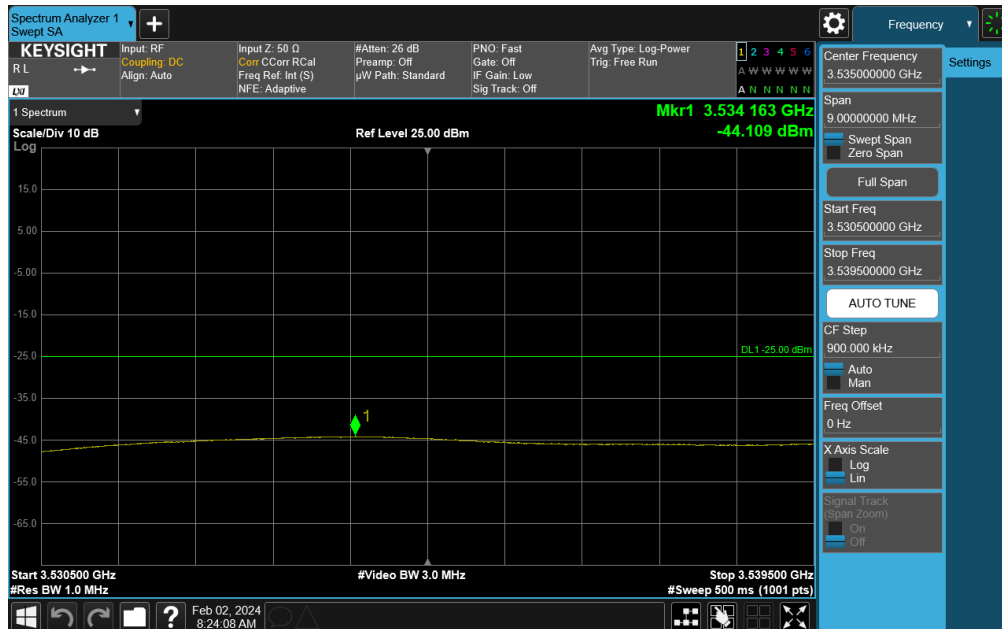 Spectrum Analyzer 1
Swept SA
Frequency
KEYSIGHT
R L
LXI
Input: RF
Coupling: DC
Align: Auto
Input Z: 50 Ω
Corr CCorr RCal
Freq Ref: Int (S)
NFE: Adaptive
#Atten: 26 dB
Preamp: Off
µW Path: Standard
PNO: Fast
Gate: Off
IF Gain: Low
Sig Track: Off
Avg Type: Log-Power
Trig: Free Run
1 2 3 4 5 6
A W W W W W
A N N N N N
1 Spectrum
Mkr1 3.534 163 GHz
Scale/Div 10 dB
Ref Level 25.00 dBm
-44.109 dBm
Log
15.0
5.00
-5.00
-15.0
-25.0
DL1 -25.00 dBm
-35.0
1
-45.0
-55.0
-65.0
Start 3.530500 GHz
#Video BW 3.0 MHz
Stop 3.539500 GHz
#Res BW 1.0 MHz
#Sweep 500 ms (1001 pts)
?
Feb 02, 2024
8:24:08 AM
Center Frequency
3.535000000 GHz
Settings
Span
9.00000000 MHz
Swept Span
Zero Span
Full Span
Start Freq
3.530500000 GHz
Stop Freq
3.539500000 GHz
AUTO TUNE
CF Step
900.000 kHz
Auto
Man
Freq Offset
0 Hz
X Axis Scale
Log
Lin
Signal Track
(Span Zoom)
On
Off